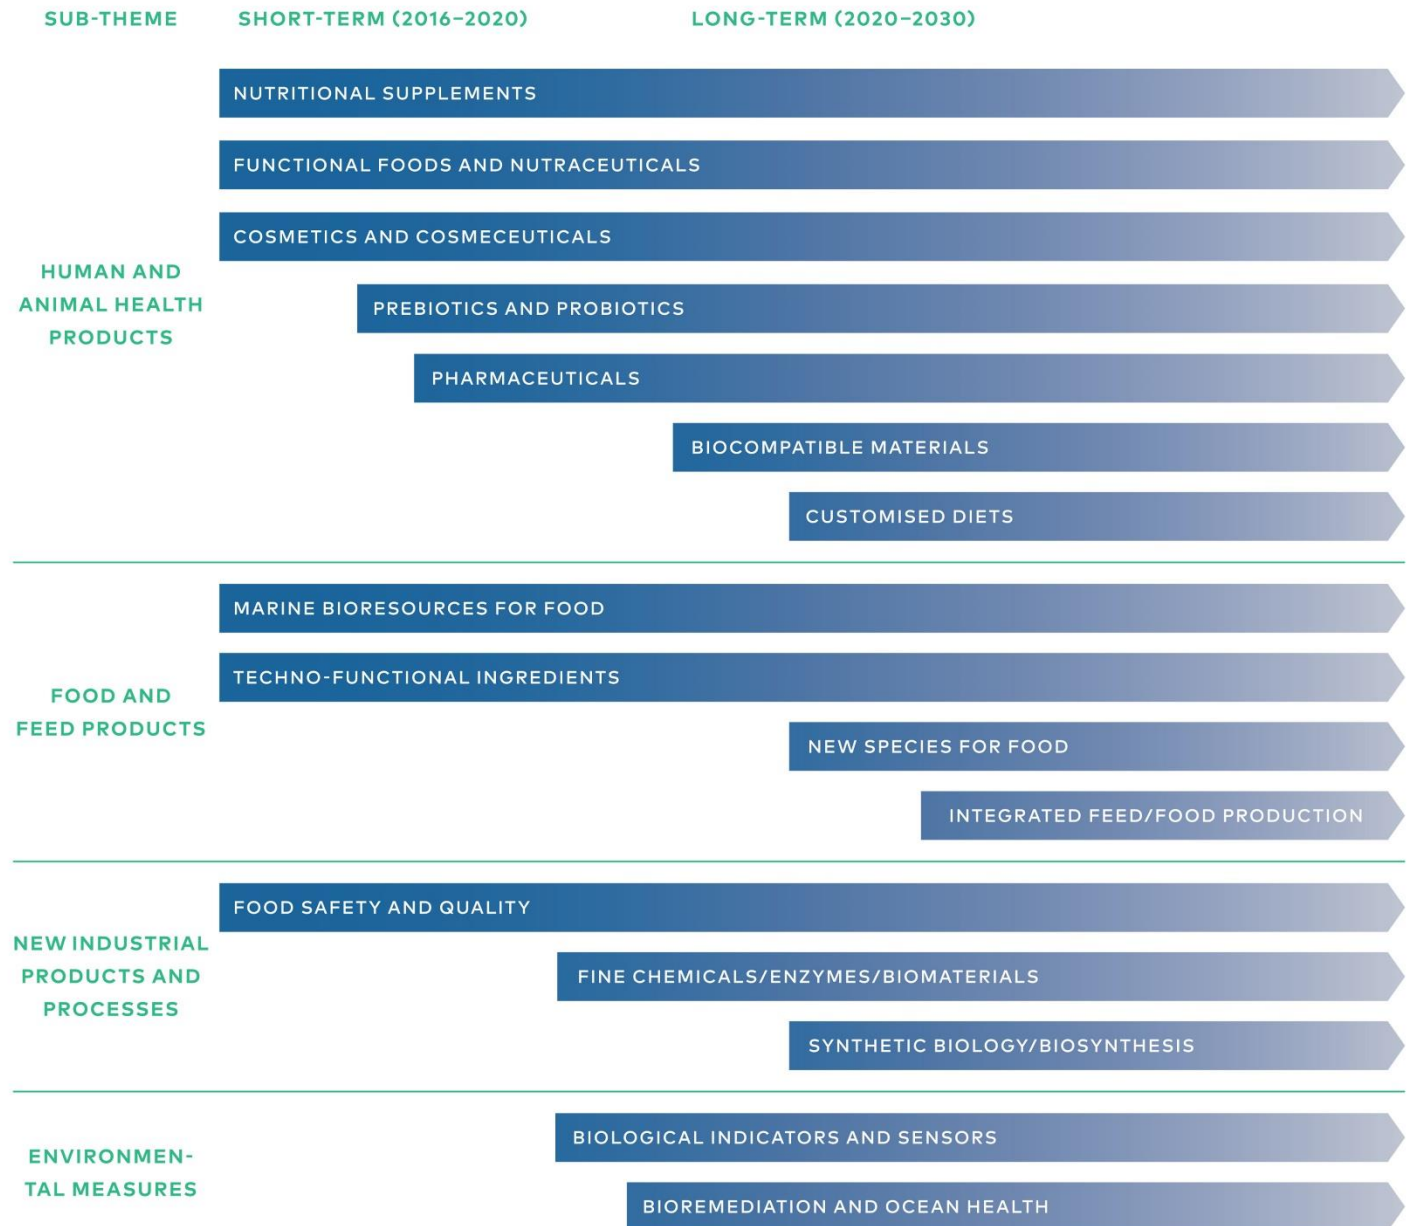 SUB-THEME SHORT-TERM (2016–2020) LONG-TERM (2020–2030)
HUMAN AND
ANIMAL HEALTH
PRODUCTS
NUTRITIONAL SUPPLEMENTS
FUNCTIONAL FOODS AND NUTRACEUTICALS
COSMETICS AND COSMECEUTICALS
PREBIOTICS AND PROBIOTICS
PHARMACEUTICALS
BIOCOMPATIBLE MATERIALS
CUSTOMISED DIETS
FOOD AND
FEED PRODUCTS
MARINE BIORESOURCES FOR FOOD
TECHNO-FUNCTIONAL INGREDIENTS
NEW SPECIES FOR FOOD
INTEGRATED FEED/FOOD PRODUCTION
NEW INDUSTRIAL
PRODUCTS AND
PROCESSES
FOOD SAFETY AND QUALITY
FINE CHEMICALS/ENZYMES/BIOMATERIALS
SYNTHETIC BIOLOGY/BIOSYNTHESIS
ENVIRONMEN-
TAL MEASURES
BIOLOGICAL INDICATORS AND SENSORS
BIOREMEDIATION AND OCEAN HEALTH